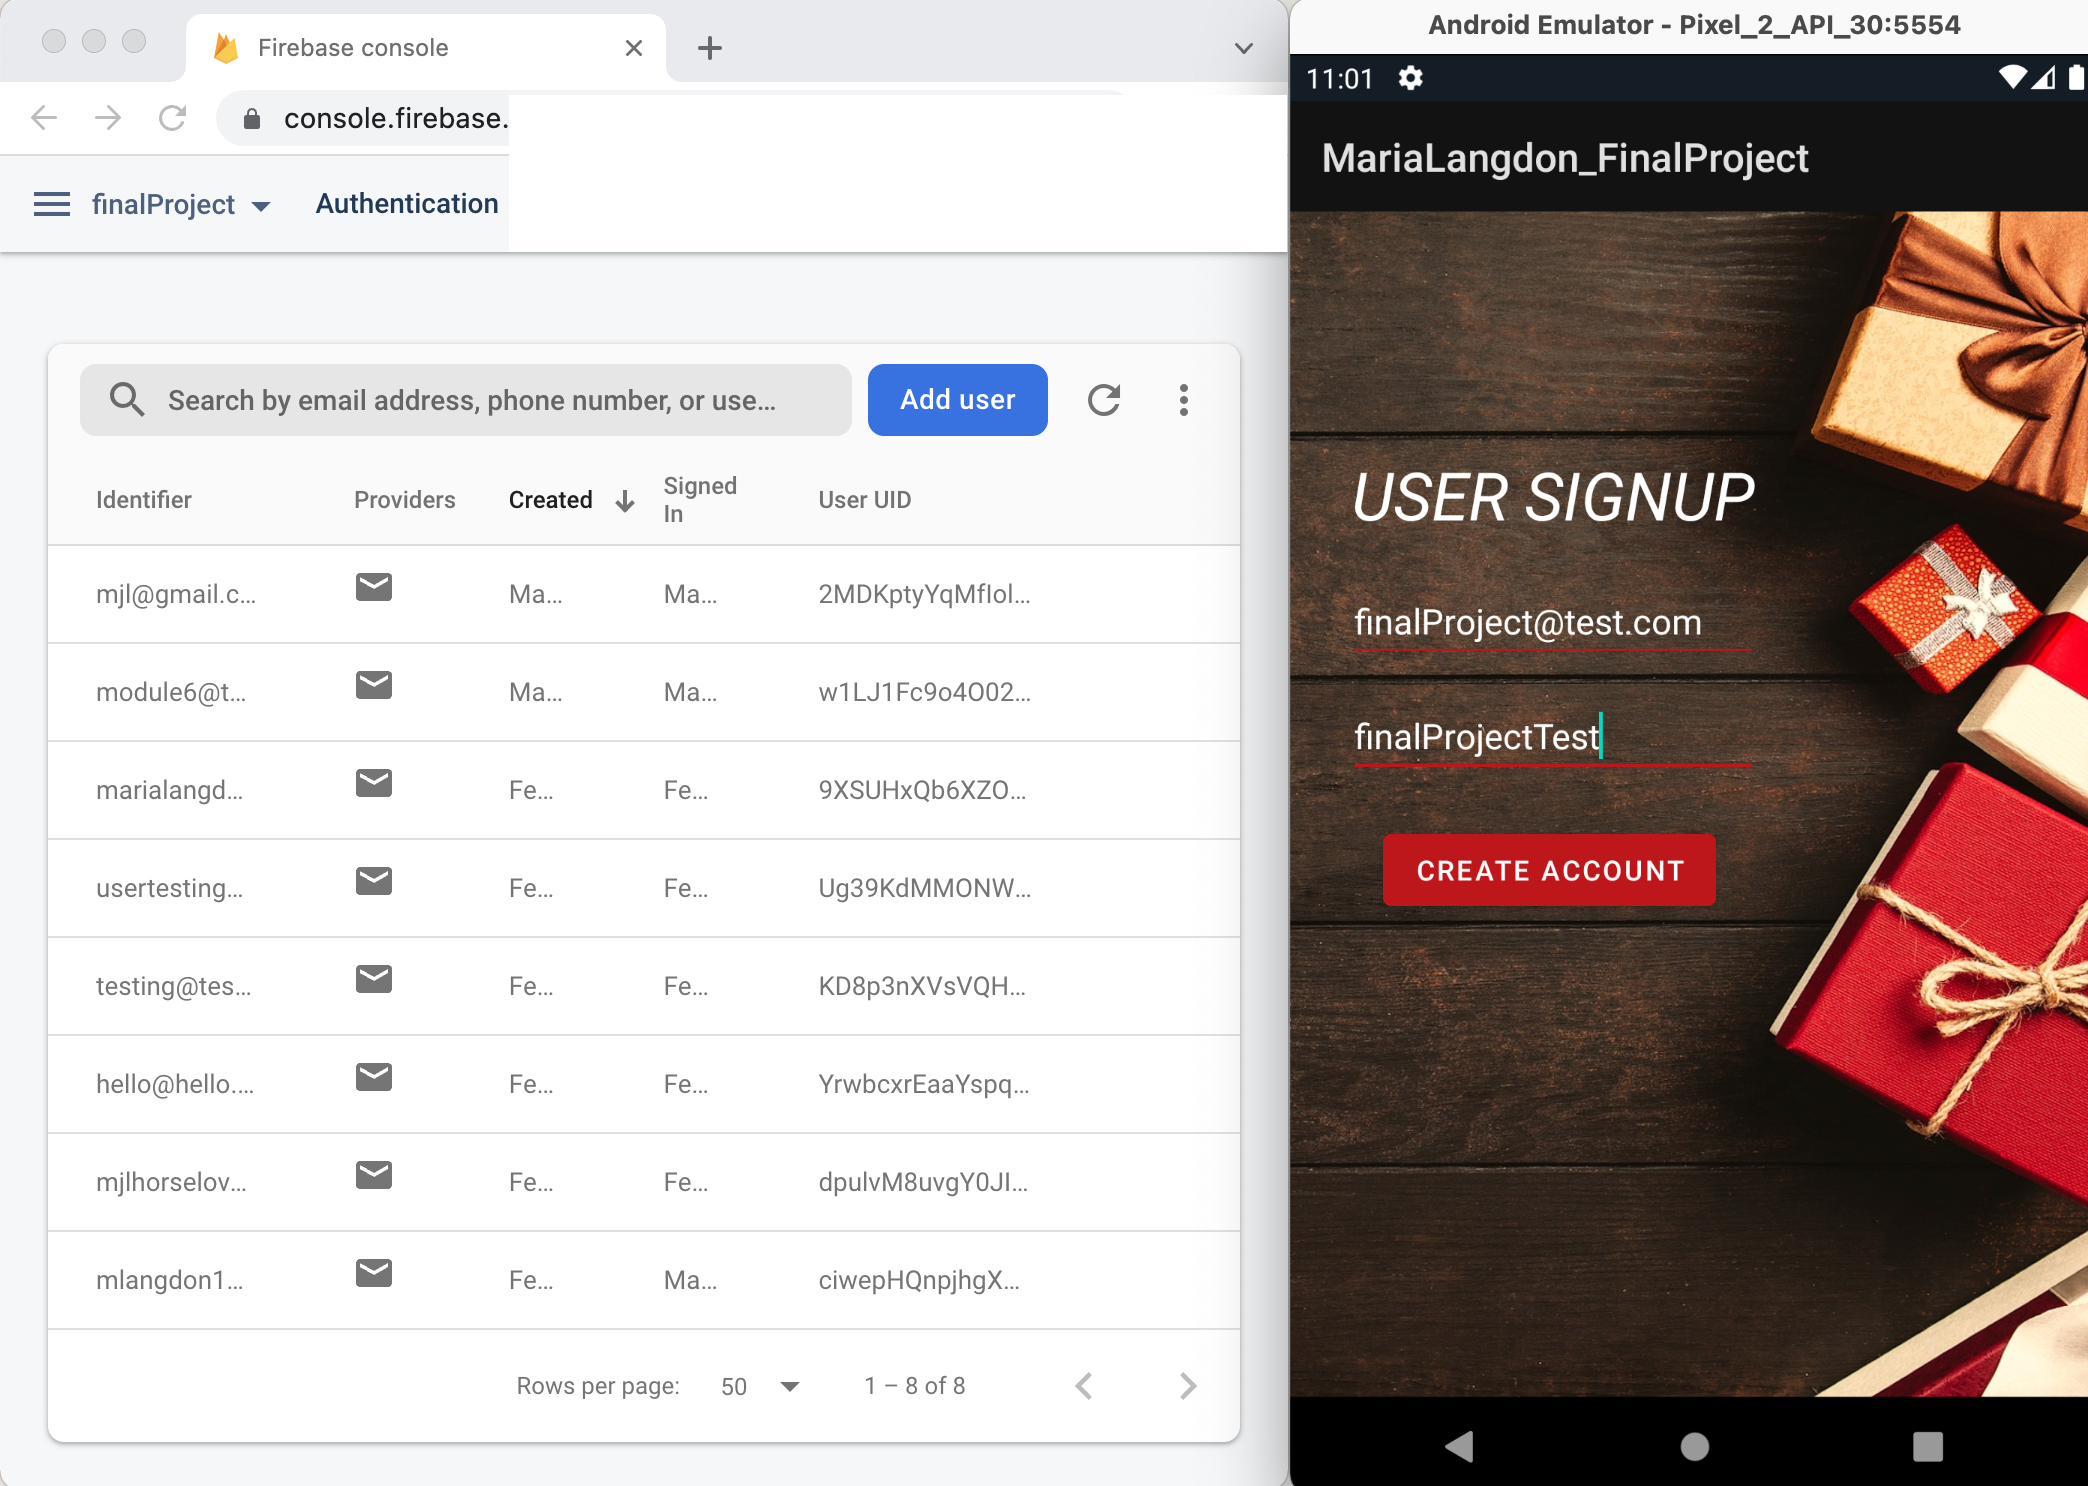 Firebase console
console.firebase.
finalProject
Authentication
Search by email address, phone number, or use...
Add user
Identifier
Providers
Created
Signed In
User UID
mjl@gmail.c...
Ma...
Ma...
2MDKptyYqMfIol...
module6@t...
Ma...
Ma...
w1LJ1Fc9o4O02...
marialangd...
Fe...
Fe...
9XSUHxQb6XZO...
usertesting...
Fe...
Fe...
Ug39KdMMONW...
testing@tes...
Fe...
Fe...
KD8p3nXVsVQH...
hello@hello....
Fe...
Fe...
YrwbcxrEaaYspq...
mjlhorselov...
Fe...
Fe...
dpulvM8uvgY0JI...
mlangdon1...
Fe...
Ma...
ciwepHQnpjhgX...
Rows per page:
50
1 – 8 of 8
Android Emulator - Pixel_2_API_30:5554
11:01
MariaLangdon_FinalProject
USER SIGNUP
finalProject@test.com
finalProjectTest
CREATE ACCOUNT